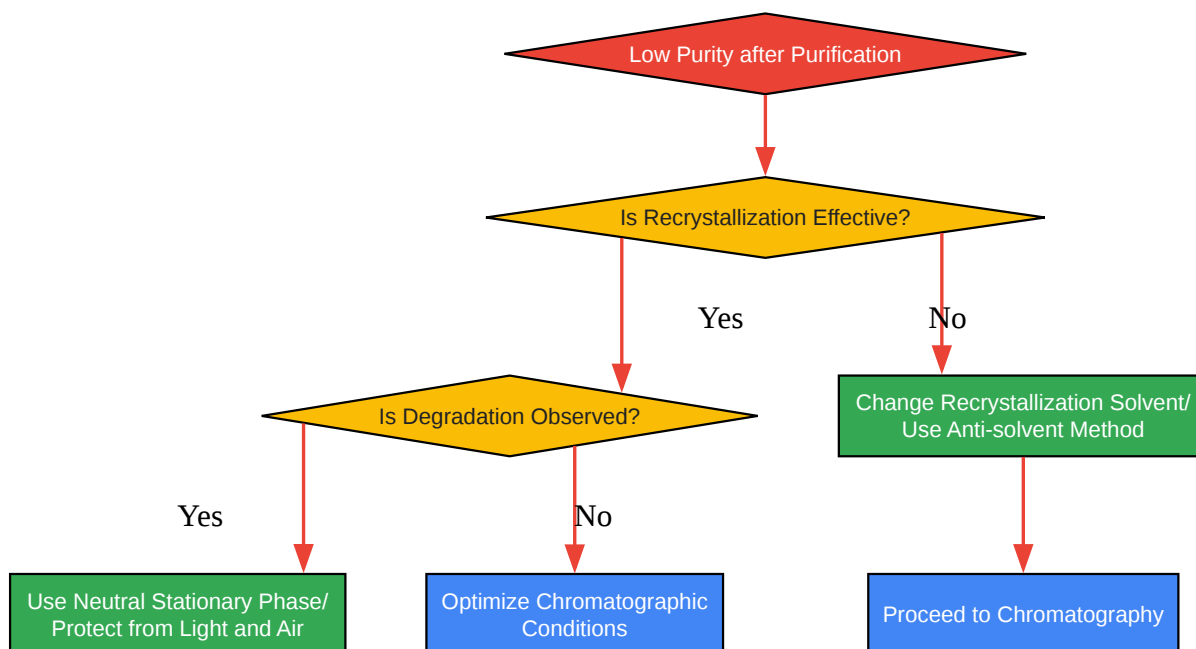 Low Purity after Purification
Is Recrystallization Effective?
Yes
No
Is Degradation Observed?
Change Recrystallization Solvent/
Use Anti-solvent Method
Yes
No
Use Neutral Stationary Phase/
Protect from Light and Air
Optimize Chromatographic
Conditions
Proceed to Chromatography